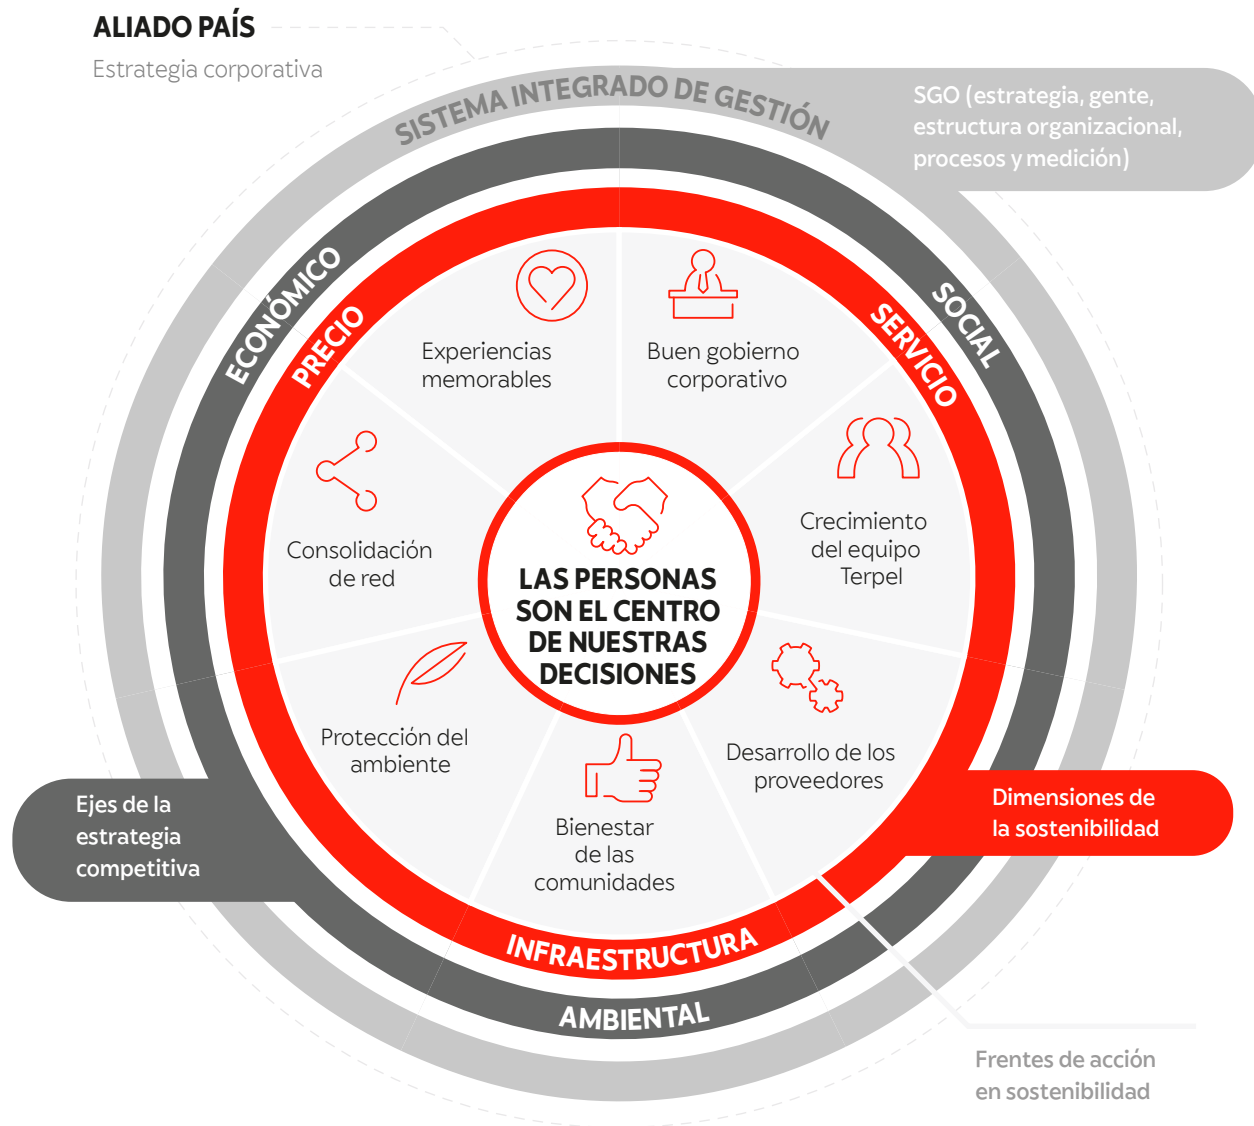 ALIADO PAÍS
Estrategia corporativa
SISTEMA INTEGRADO DE GESTIÓN
SGO (estrategia, gente,
estructura organizacional,
procesos y medición)
ECONÓMICO
SOCIAL
PRECIO
SERVICIO
Experiencias
memorables
Buen gobierno
corporativo
Consolidación
de red
Crecimiento
del equipo
Terpel
LAS PERSONAS
SON EL CENTRO
DE NUESTRAS
DECISIONES
Protección del
ambiente
Desarrollo de los
proveedores
Bienestar
de las
comunidades
Ejes de la
estrategia
competitiva
Dimensiones de
la sostenibilidad
INFRAESTRUCTURA
AMBIENTAL
Frentes de acción
en sostenibilidad